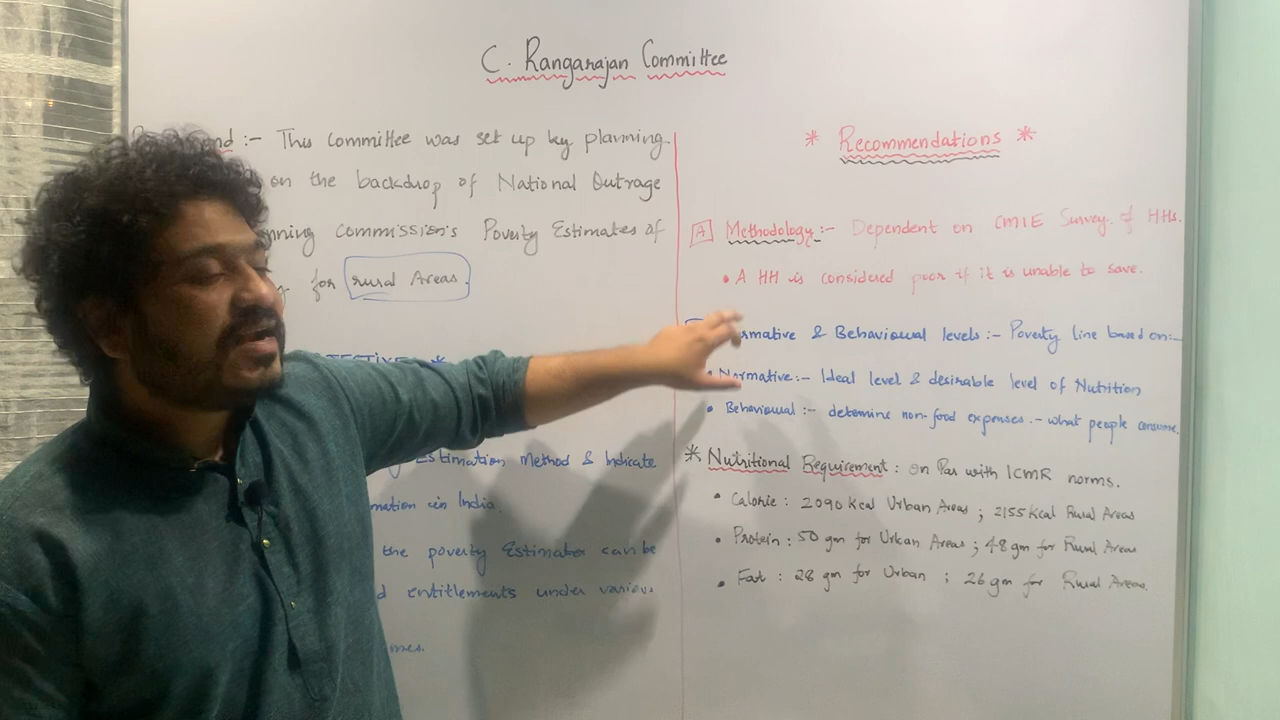 C. Rangarajan Committee
:- This committee was set up by planning
on the backdrop of National Outrage
commission's Poverty Estimates of
for rural Areas.
Estimation Method & Indicate
in India.
the poverty Estimates can be
entitlements under various
* Recommendations *
A Methodology :- Dependent on CMIE Survey of HHs.
• A HH is considered poor if it is unable to save.
& Behavioual levels :- Poverty line based on:-
• Normative :- Ideal level & desirable level of Nutrition
• Behavioual :- determine non-food expenses. - what people consume.
* Nutritional Requirement : on Par with ICMR norms.
• Calorie : 2090 kcal Urban Areas ; 2155 kcal Rural Areas
• Protein : 50 gm for Urban Areas ; 48 gm for Rural Areas
• Fat : 28 gm for Urban ; 26 gm for Rural Areas.